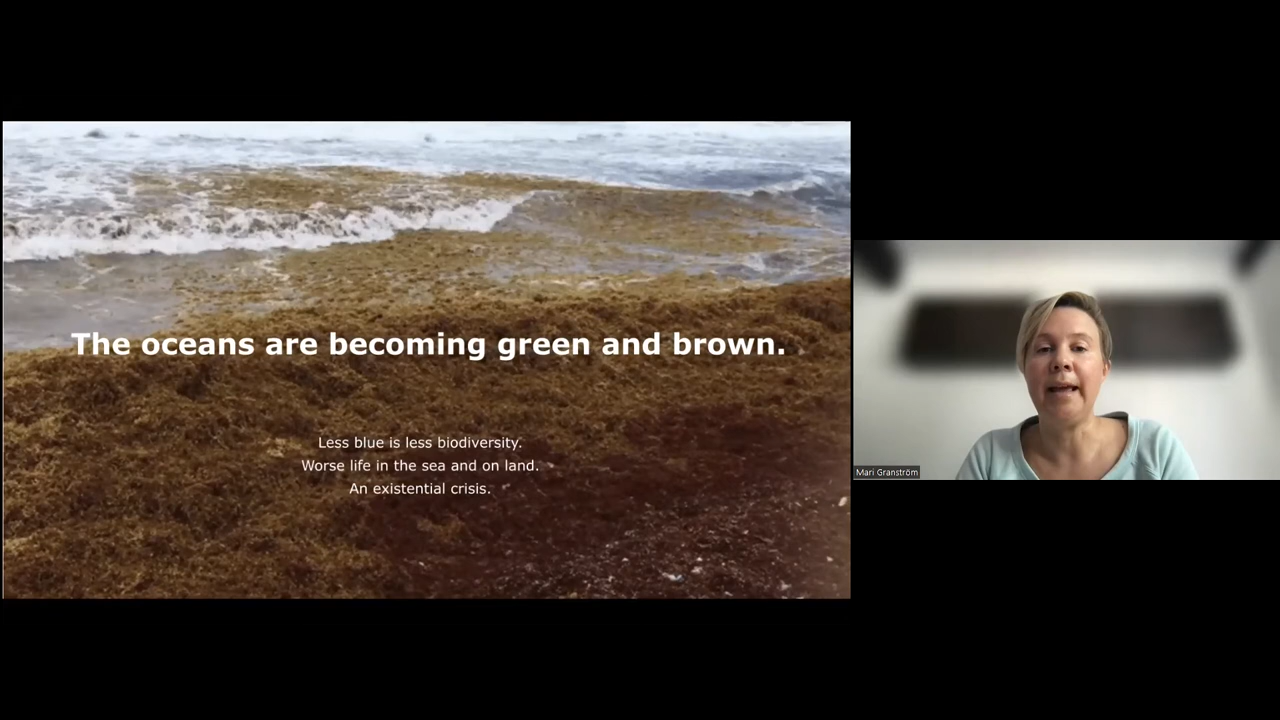 The oceans are becoming green and brown.
Less blue is less biodiversity.
Worse life in the sea and on land.
An existential crisis.
Mari Granström